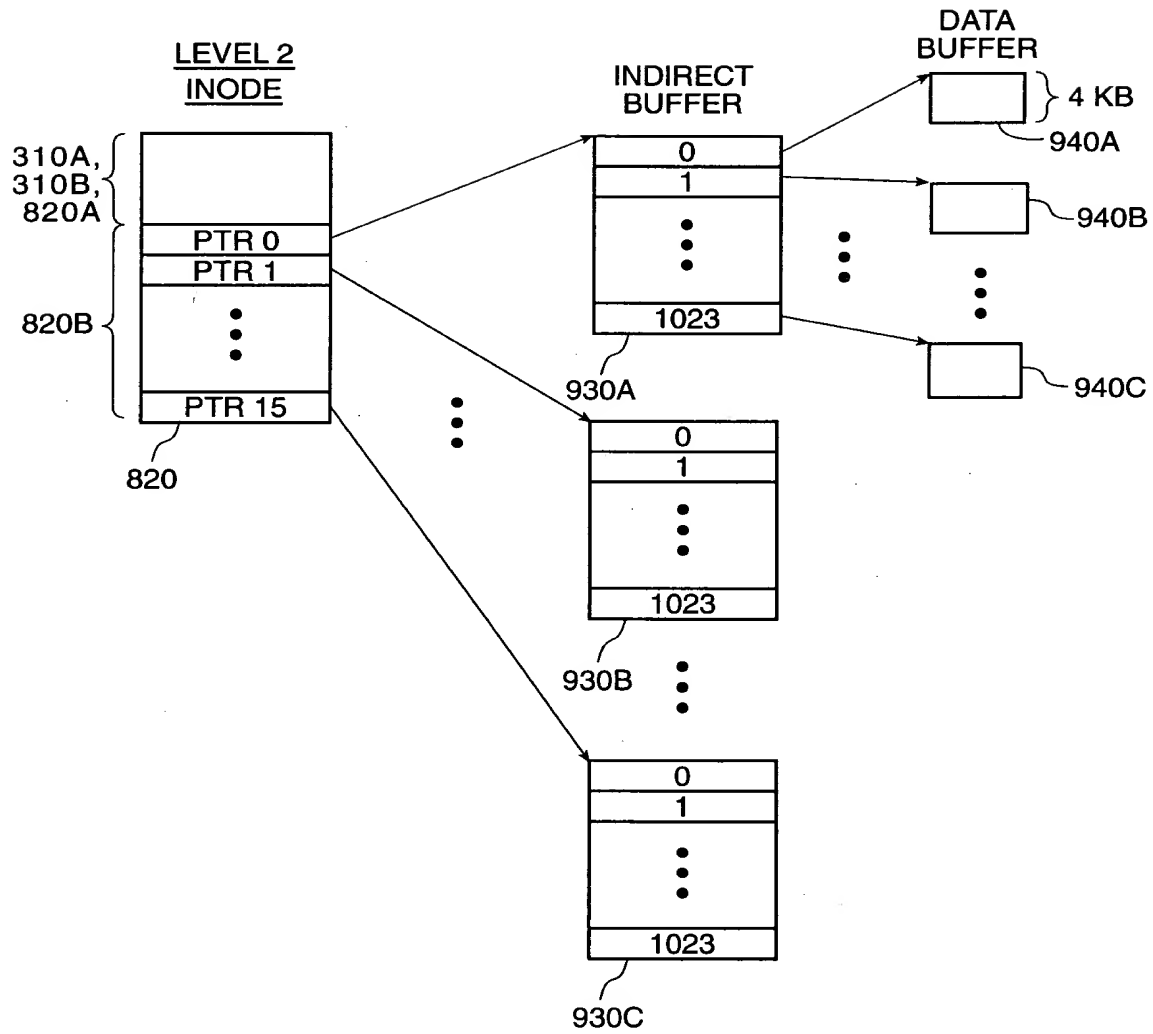 LEVEL 2
INODE
310A,
310B,
820A
PTR 0
PTR 1
820B
PTR 15
820
INDIRECT
BUFFER
0
1
1023
930A
0
1
1023
930B
0
1
1023
930C
DATA
BUFFER
4 KB
940A
940B
940C